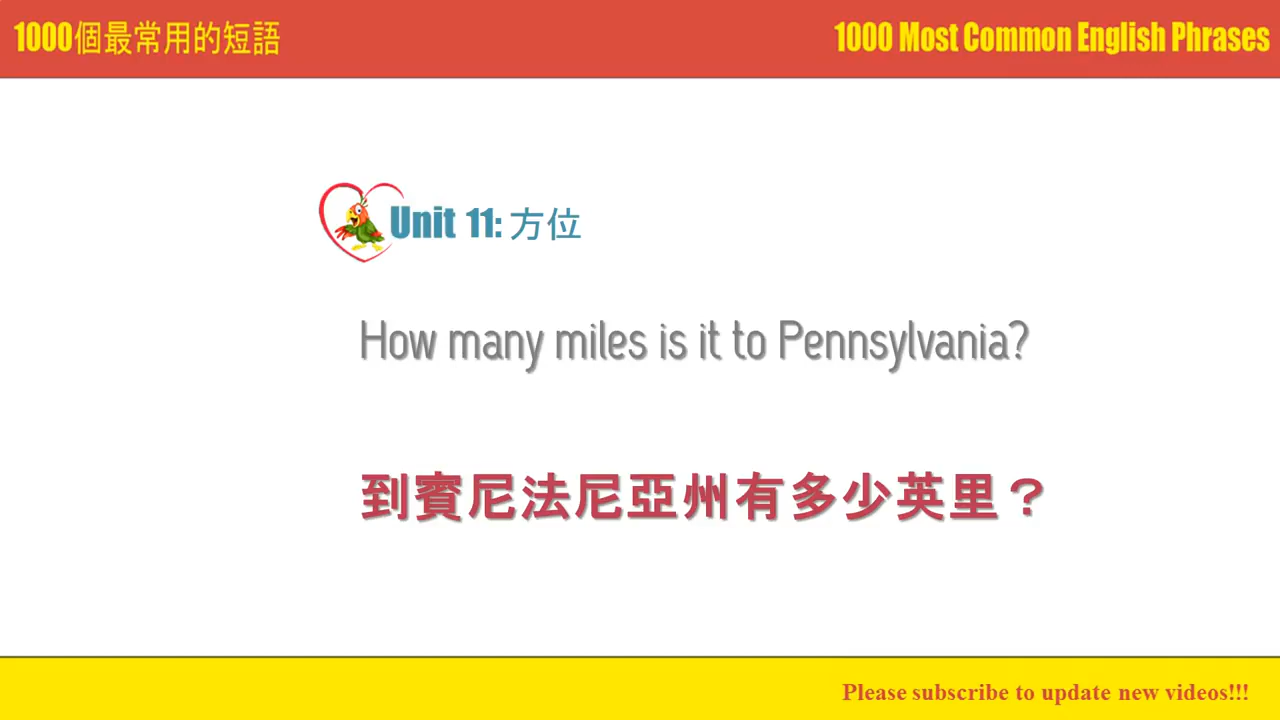 1000個最常用的短語
1000 Most Common English Phrases
Unit 11: 方位
How many miles is it to Pennsylvania?
到賓尼法尼亞州有多少英里？
Please subscribe to update new videos!!!